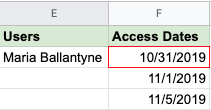 E F
Users Access Dates
Maria Ballantyne 10/31/2019
11/1/2019
11/5/2019